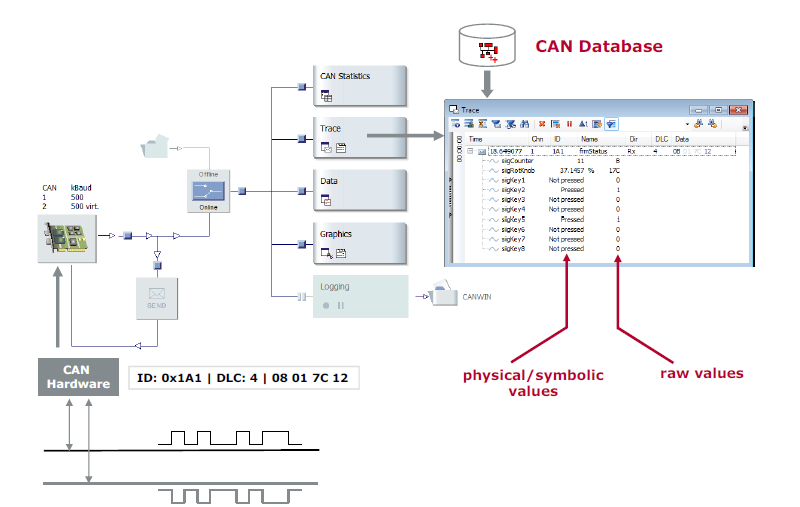 CAN Database
CAN Statistics
Trace
Data
Graphics
Logging
CANWIN
Offline
Online
CAN kBaud
1 500
2 500 virt.
SEND
Trace
Time Chn ID Name Dir DLC Data
18.649077 1 1A1 frmStatus Rx 4 08 01 7C 12
sigCounter 11 B
sigRotKnob 37.1457 % 17C
sigKey1 Not pressed 0
sigKey2 Pressed 1
sigKey3 Not pressed 0
sigKey4 Not pressed 0
sigKey5 Pressed 1
sigKey6 Not pressed 0
sigKey7 Not pressed 0
sigKey8 Not pressed 0
physical/symbolic
values
raw values
CAN
Hardware
ID: 0x1A1 | DLC: 4 | 08 01 7C 12